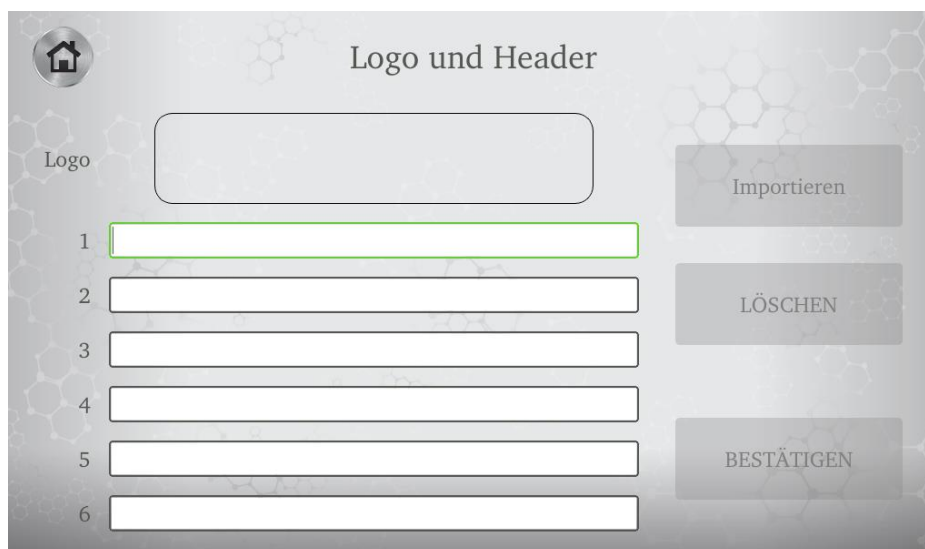 Logo und Header
Logo
Importieren
1
2
LÖSCHEN
3
4
5
BESTÄTIGEN
6